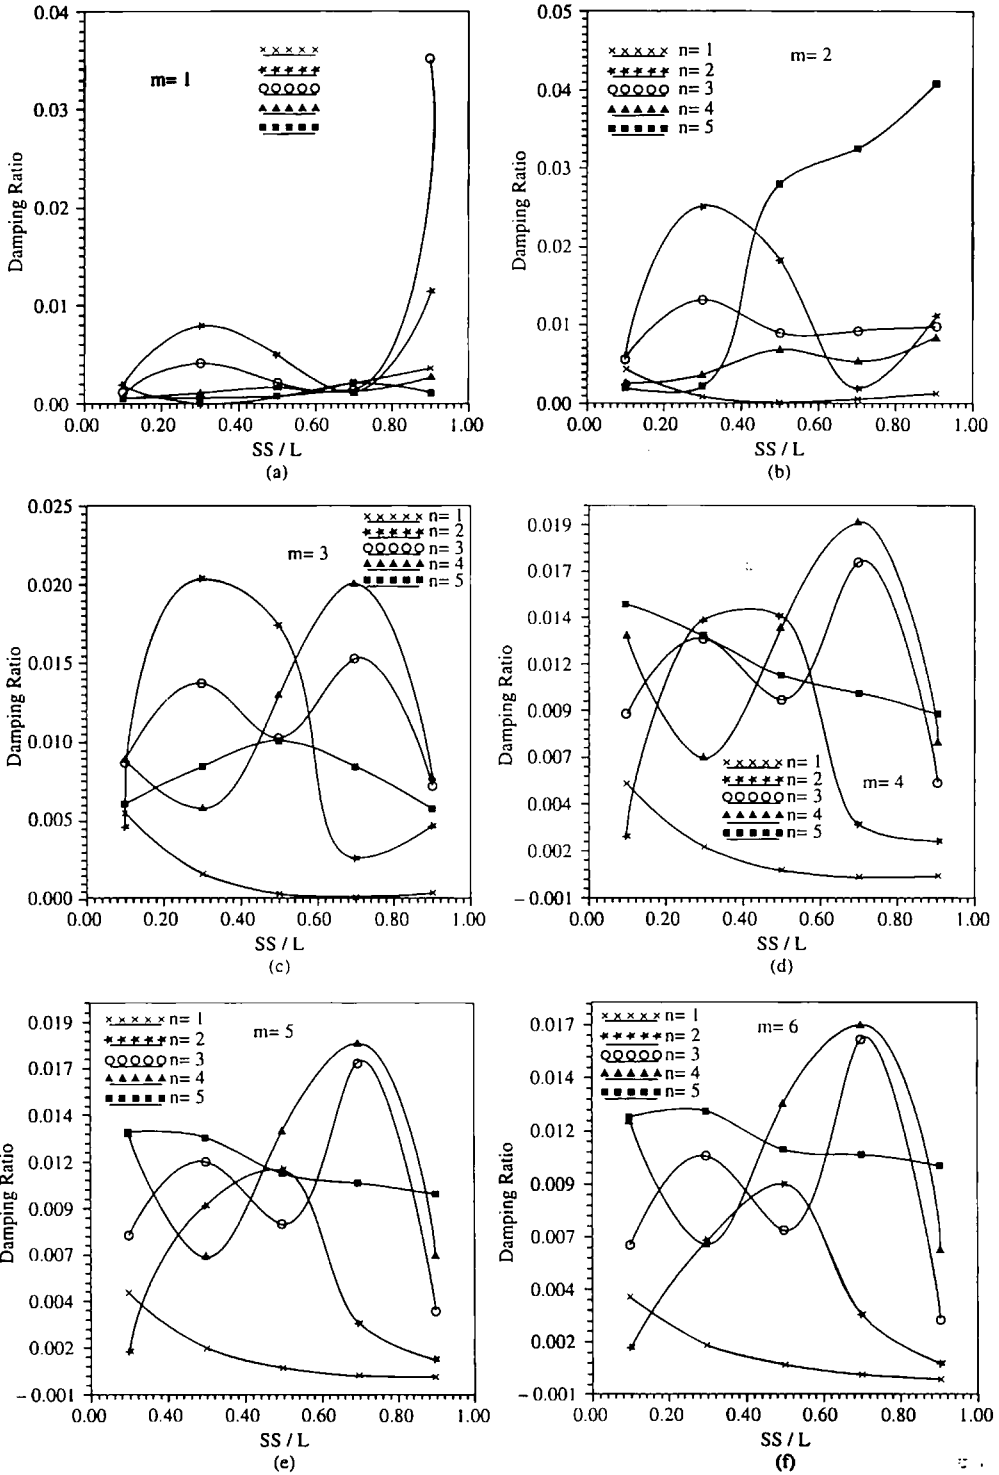 0.04
0.03
0.02
0.01
0.00
Damping Ratio
m= 1
0.00 0.20 0.40 0.60 0.80 1.00
SS / L
(a)
0.05
0.04
0.03
0.02
0.01
0.00
Damping Ratio
n= 1
n= 2
n= 3
n= 4
n= 5
m= 2
0.00 0.20 0.40 0.60 0.80 1.00
SS / L
(b)
0.025
0.020
0.015
0.010
0.005
0.000
Damping Ratio
m= 3
n= 1
n= 2
n= 3
n= 4
n= 5
0.00 0.20 0.40 0.60 0.80 1.00
SS / L
(c)
0.019
0.017
0.014
0.012
0.009
0.007
0.004
0.002
-0.001
Damping Ratio
n= 1
n= 2
n= 3
n= 4
n= 5
m= 4
0.00 0.20 0.40 0.60 0.80 1.00
SS / L
(d)
0.019
0.017
0.014
0.012
0.009
0.007
0.004
0.002
-0.001
Damping Ratio
n= 1
n= 2
n= 3
n= 4
n= 5
m= 5
0.00 0.20 0.40 0.60 0.80 1.00
SS / L
(e)
0.017
0.014
0.012
0.009
0.007
0.004
0.002
-0.001
Damping Ratio
n= 1
n= 2
n= 3
n= 4
n= 5
m= 6
0.00 0.20 0.40 0.60 0.80 1.00
SS / L
(f)